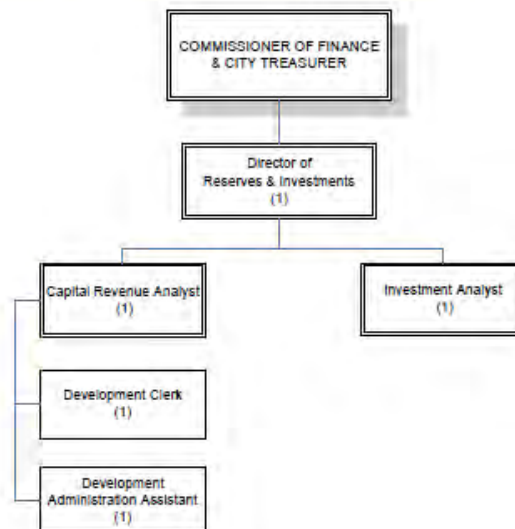 COMMISSIONER OF FINANCE
& CITY TREASURER
Director of
Reserves & Investments
(1)
Capital Revenue Analyst
(1)
Investment Analyst
(1)
Development Clerk
(1)
Development
Administration Assistant
(1)